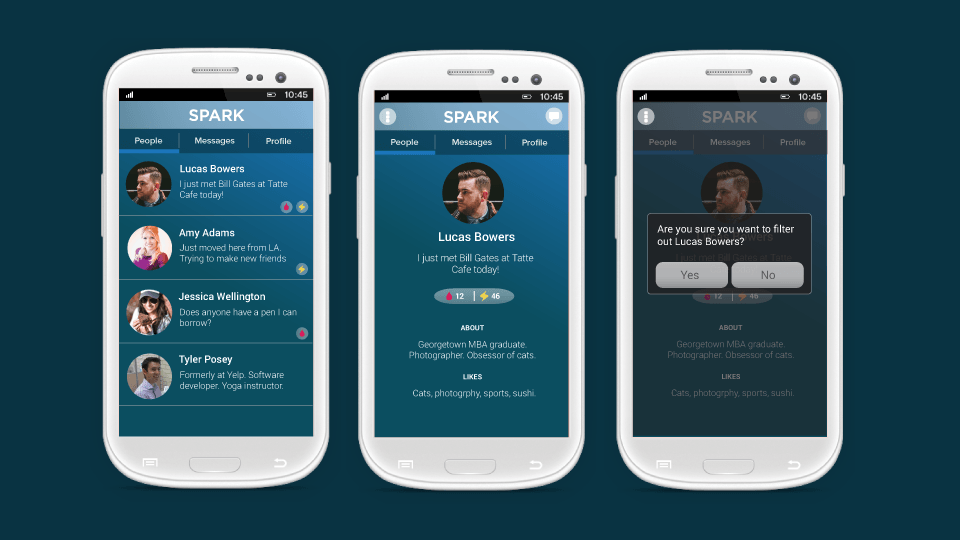 10:45
SPARK
People Messages Profile
Lucas Bowers
I just met Bill Gates at Tatte
Cafe today!
Amy Adams
Just moved here from LA.
Trying to make new friends
Jessica Wellington
Does anyone have a pen I can
borrow?
Tyler Posey
Formerly at Yelp. Software
developer. Yoga instructor.
10:45
SPARK
People Messages Profile
Lucas Bowers
I just met Bill Gates at Tatte
Cafe today!
12 46
ABOUT
Georgetown MBA graduate.
Photographer. Obsessor of cats.
LIKES
Cats, photogrphy, sports, sushi.
10:45
SPARK
People Messages Profile
Are you sure you want to filter
out Lucas Bowers?
Yes No
12 46
ABOUT
Georgetown MBA graduate.
Photographer. Obsessor of cats.
LIKES
Cats, photogrphy, sports, sushi.